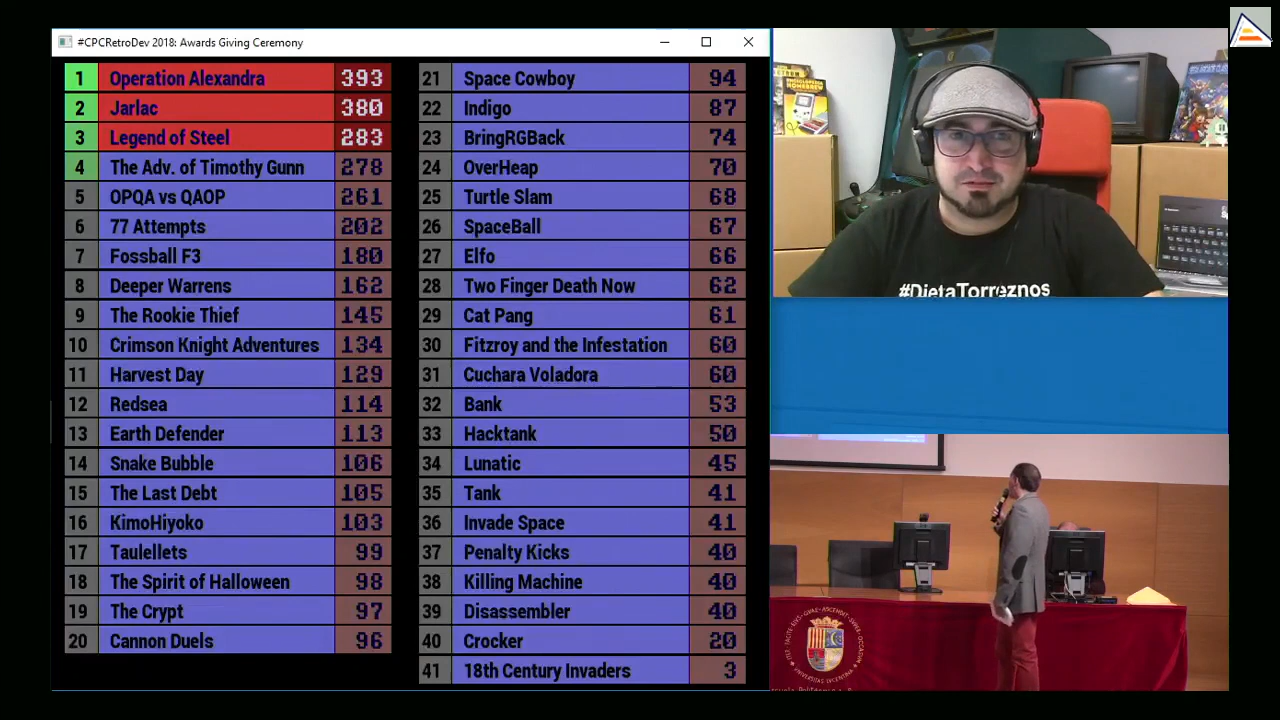 #CPCRetroDev 2018: Awards Giving Ceremony
1 Operation Alexandra 393
2 Jarlac 380
3 Legend of Steel 283
4 The Adv. of Timothy Gunn 278
5 OPQA vs QAOP 261
6 77 Attempts 202
7 Fossball F3 180
8 Deeper Warrens 162
9 The Rookie Thief 145
10 Crimson Knight Adventures 134
11 Harvest Day 129
12 Redsea 114
13 Earth Defender 113
14 Snake Bubble 106
15 The Last Debt 105
16 KimoHiyoko 103
17 Taulellets 99
18 The Spirit of Halloween 98
19 The Crypt 97
20 Cannon Duels 96
21 Space Cowboy 94
22 Indigo 87
23 BringRGBack 74
24 OverHeap 70
25 Turtle Slam 68
26 SpaceBall 67
27 Elfo 66
28 Two Finger Death Now 62
29 Cat Pang 61
30 Fitzroy and the Infestation 60
31 Cuchara Voladora 60
32 Bank 53
33 Hacktank 50
34 Lunatic 45
35 Tank 41
36 Invade Space 41
37 Penalty Kicks 40
38 Killing Machine 40
39 Disassembler 40
40 Crocker 20
41 18th Century Invaders 3
#DietaTorreznos